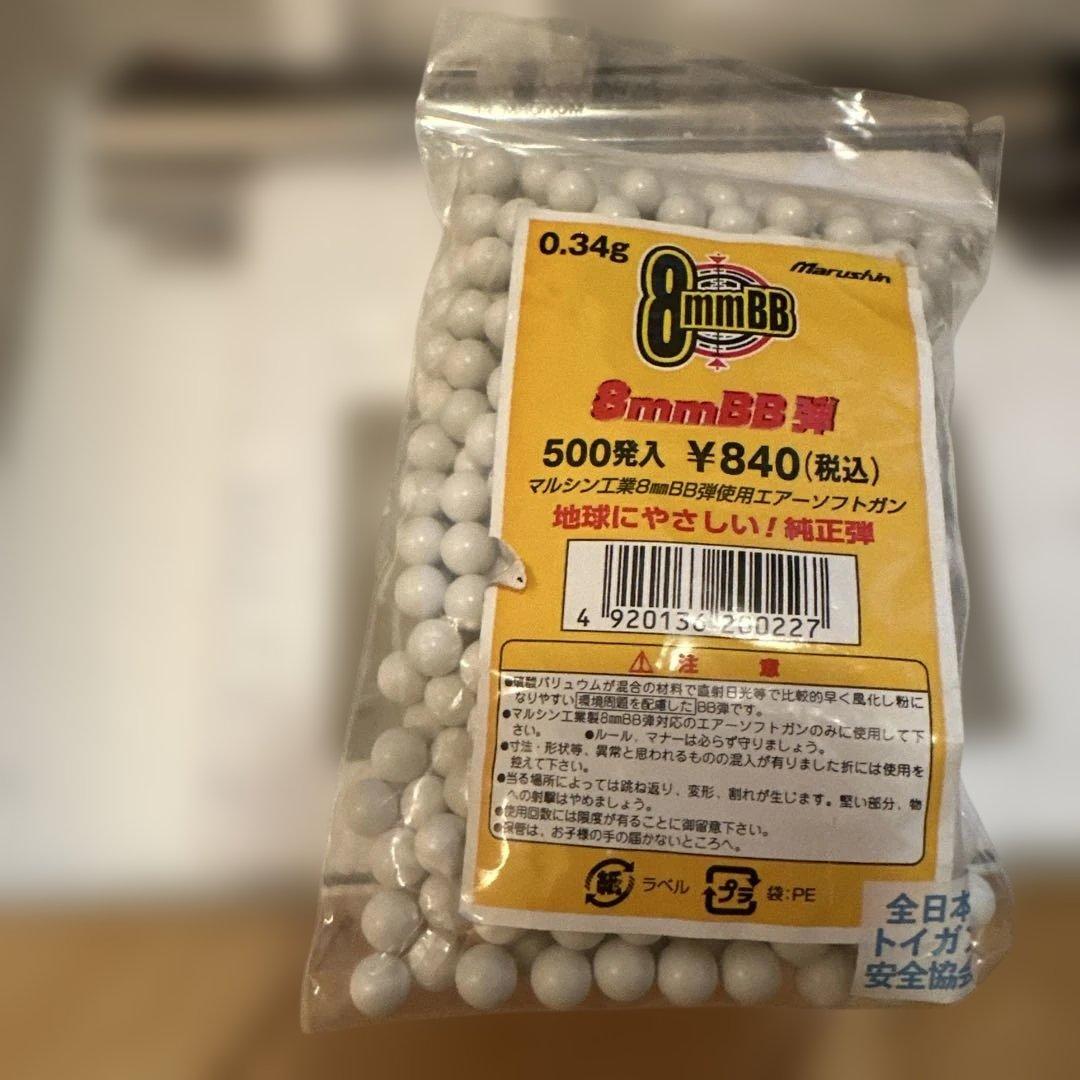 0.34g
8mmBB
Marushin
8mmBB弾
500発入 ¥840(税込)
マルシン工業8mmBB弾使用エアーソフトガン
地球にやさしい!純正弾
4 920136 200227
⚠注意
●硫酸バリュウムが混合の材料で直射日光等で比較的早く風化し粉に
なりやすい環境周題を配慮したBB弾です。
●マルシン工業製8mmBB弾対応のエアーソフトガンのみに使用して下
さい。 ●ルール,マナーは必らず守りましょう。
●寸注・形状等、異常と思われるものの混入が有りました折には使用を
控えて下さい。
●当る場所によっては跳ね返り、変形、割れが生じます。堅い部分、物
への射撃はやめましょう。
●使用回数には限度が有ることに御留意下さい。
●保管は、お子様の手の届かないところへ。
紙 ラベル プラ 袋:PE
全日本
トイガン
安全協会